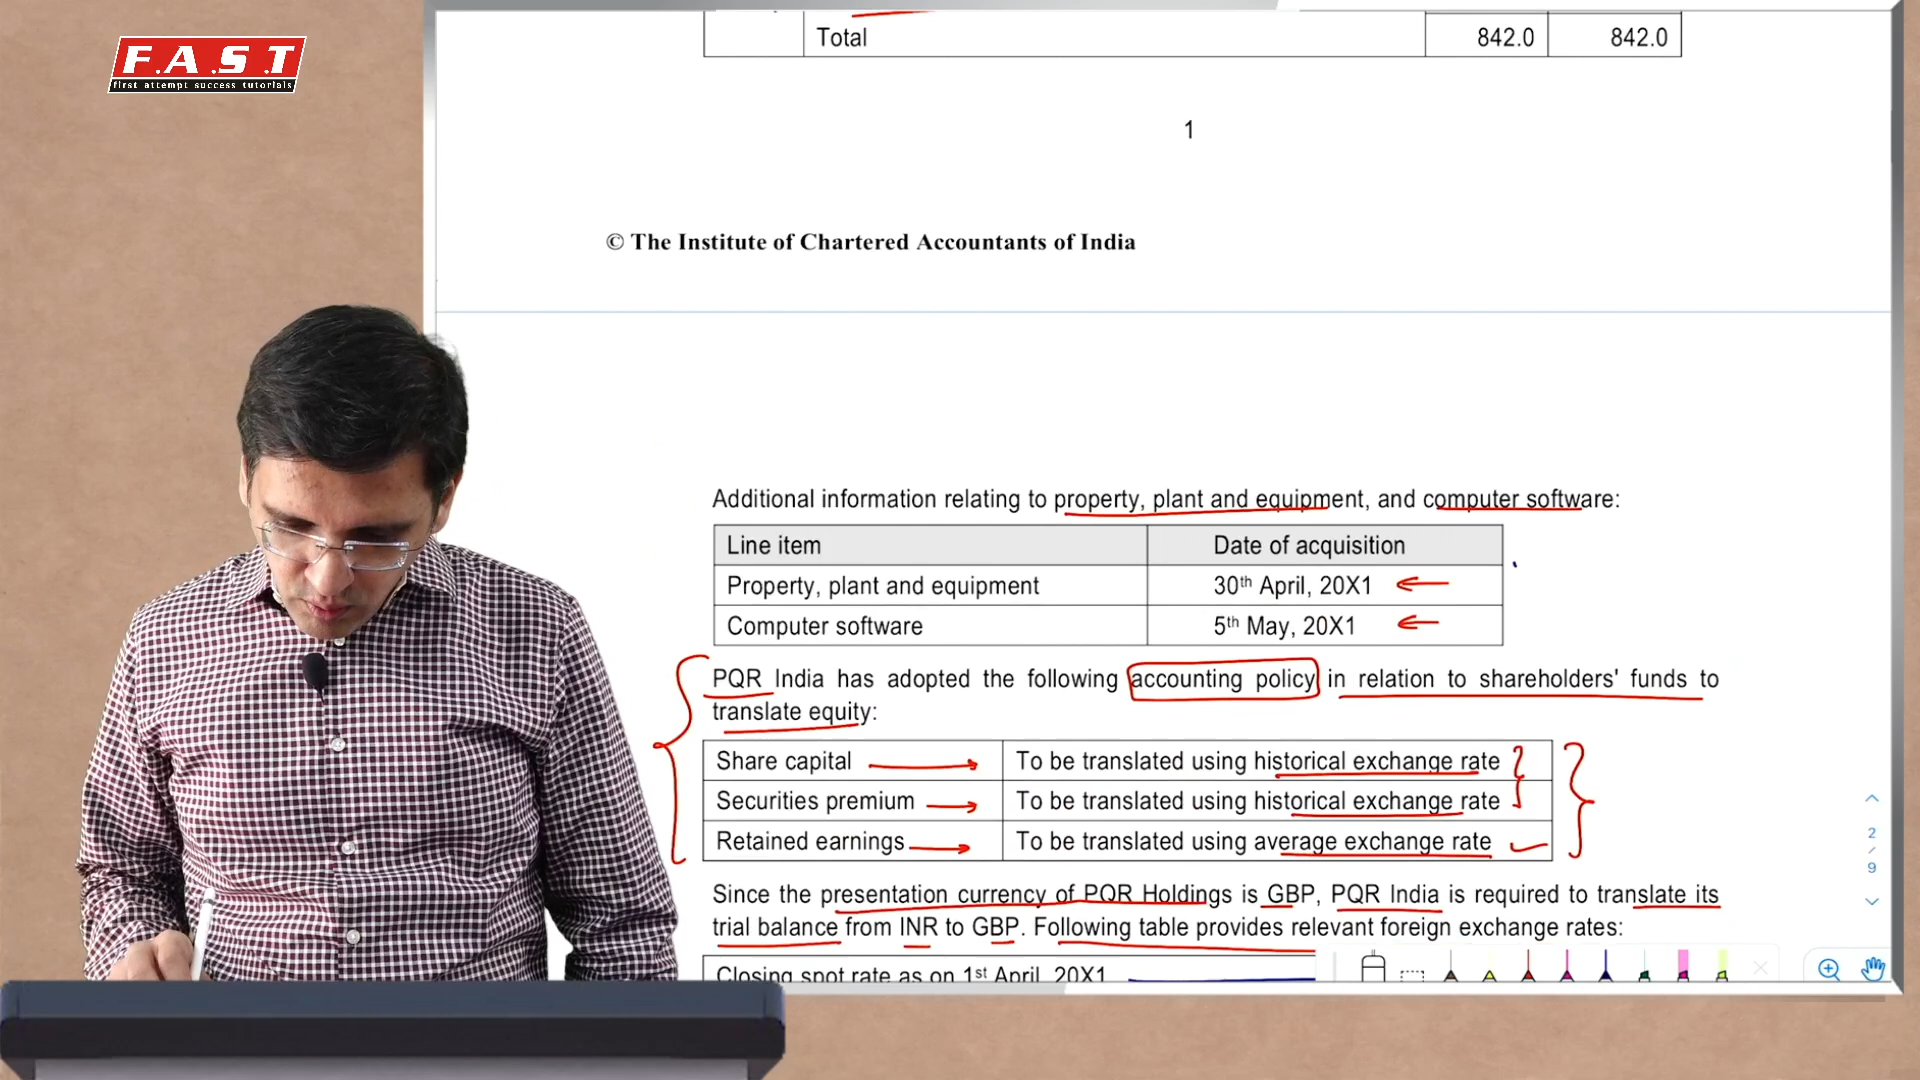 F.A.S.T
first attempt success tutorials
Total 842.0 842.0
1
© The Institute of Chartered Accountants of India
Additional information relating to property, plant and equipment, and computer software:
Line item Date of acquisition
Property, plant and equipment 30th April, 20X1
Computer software 5th May, 20X1
PQR India has adopted the following accounting policy in relation to shareholders' funds to
translate equity:
Share capital To be translated using historical exchange rate
Securities premium To be translated using historical exchange rate
Retained earnings To be translated using average exchange rate
Since the presentation currency of PQR Holdings is GBP, PQR India is required to translate its
trial balance from INR to GBP. Following table provides relevant foreign exchange rates:
Closing spot rate as on 1st April, 20X1
2
/
9